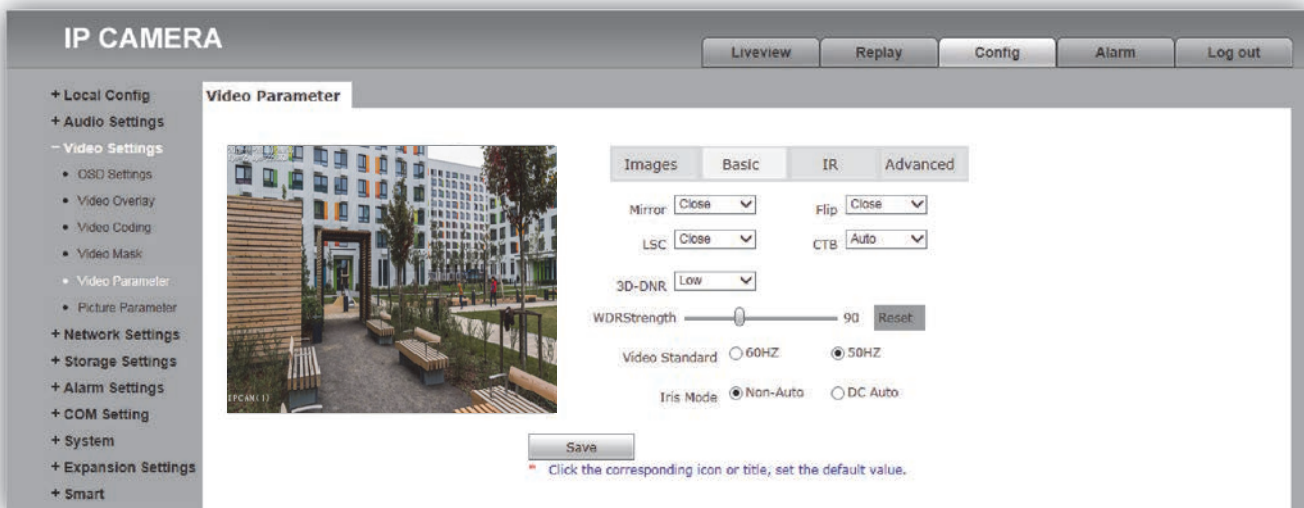 IP CAMERA
Liveview
Replay
Config
Alarm
Log out
+ Local Config
+ Audio Settings
− Video Settings
• OSD Settings
• Video Overlay
• Video Coding
• Video Mask
• Video Parameter
• Picture Parameter
+ Network Settings
+ Storage Settings
+ Alarm Settings
+ COM Setting
+ System
+ Expansion Settings
+ Smart
Video Parameter
IPCAM(1)
Images Basic IR Advanced
Mirror Close Flip Close
LSC Close CTB Auto
3D-DNR Low
WDRStrength 90 Reset
Video Standard 60HZ 50HZ
Iris Mode Non-Auto DC Auto
Save
* Click the corresponding icon or title, set the default value.